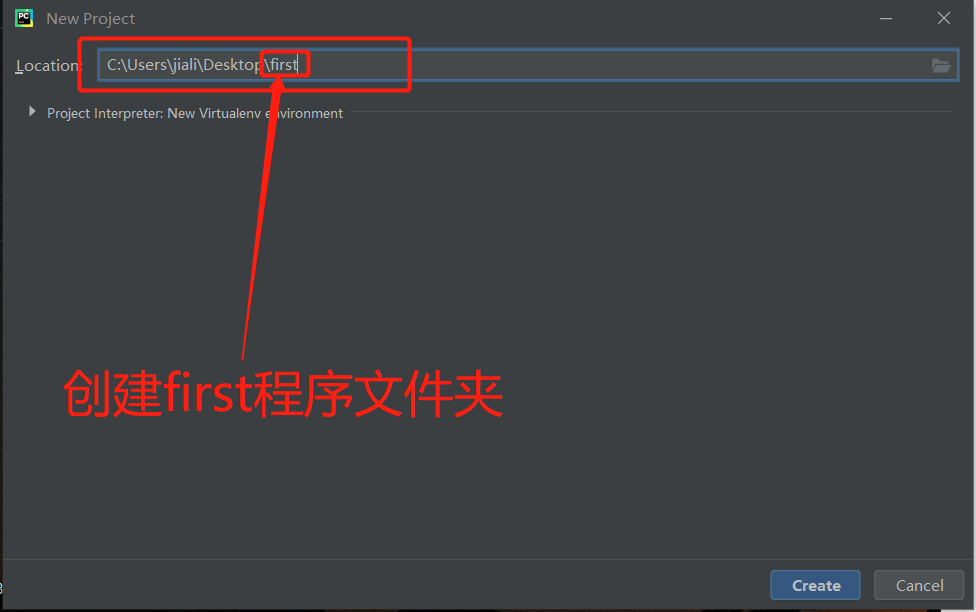 PC
New Project
Location:
C:\Users\jiali\Desktop\first
Project Interpreter: New Virtualenv environment
创建first程序文件夹
Create
Cancel